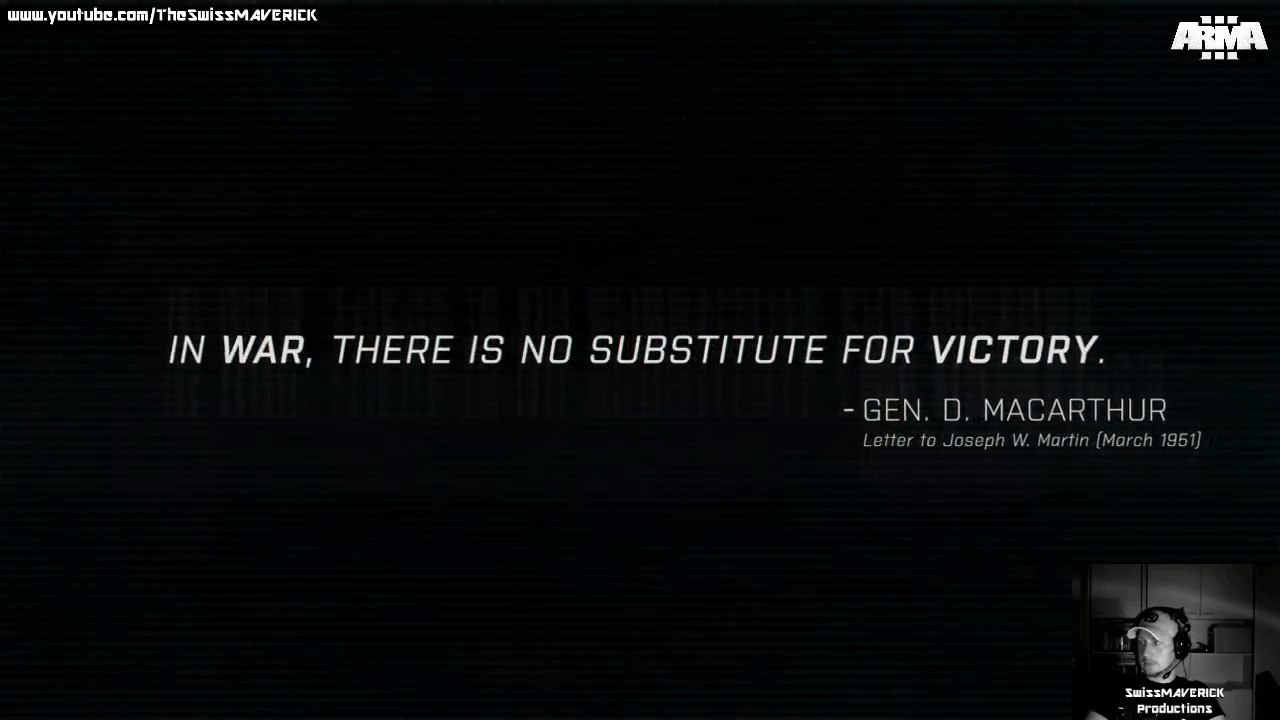 www.youtube.com/TheSwissMAVERICK
ARMA
III
IN WAR, THERE IS NO SUBSTITUTE FOR VICTORY.
- GEN. D. MACARTHUR
Letter to Joseph W. Martin (March 1951)
SwissMAVERICK
- Productions